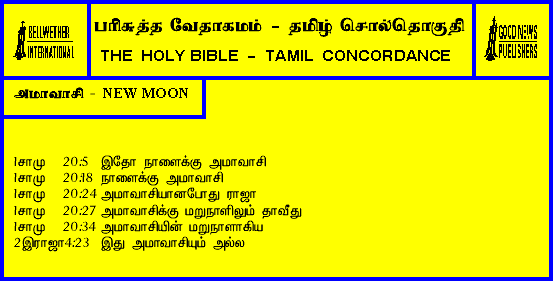 BELLWETHER
INTERNATIONAL
பரிசுத்த வேதாகமம் - தமிழ் சொல்தொகுதி
THE HOLY BIBLE - TAMIL CONCORDANCE
GOOD NEWS
PUBLISHERS
அமாவாசி - NEW MOON
1சாமு 20:5 இதோ நாளைக்கு அமாவாசி
1சாமு 20:18 நாளைக்கு அமாவாசி
1சாமு 20:24 அமாவாசியானபோது ராஜா
1சாமு 20:27 அமாவாசிக்கு மறுநாளிலும் தாவீது
1சாமு 20:34 அமாவாசியின் மறுநாளாகிய
2இராஜா4:23 இது அமாவாசியும் அல்ல